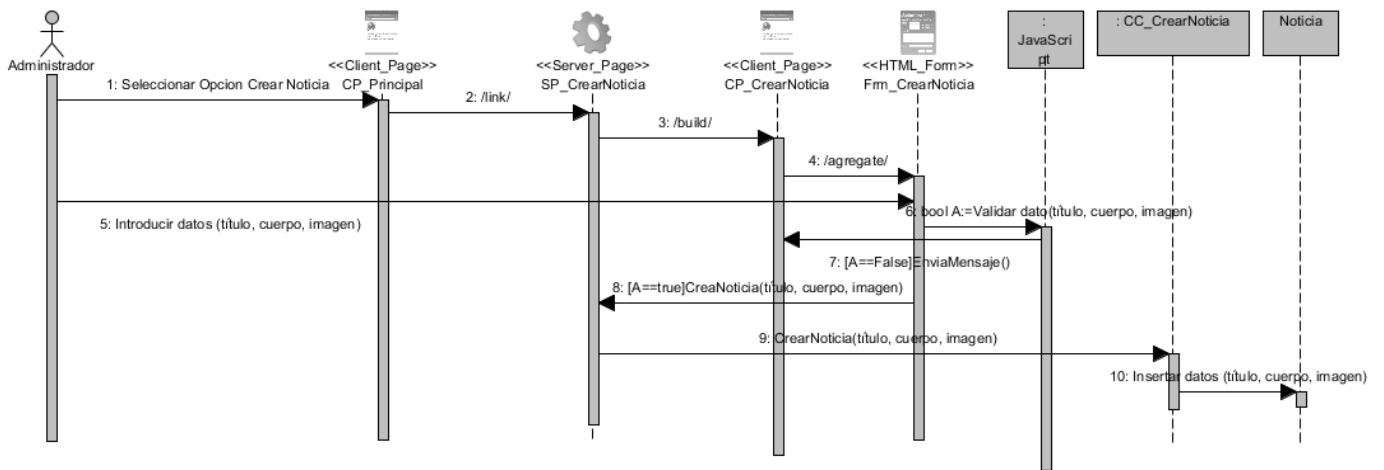 :
JavaScri
pt
: CC_CrearNoticia
Noticia
Administrador
<<Client_Page>>
CP_Principal
<<Server_Page>>
SP_CrearNoticia
<<Client_Page>>
CP_CrearNoticia
<<HTML_Form>>
Frm_CrearNoticia
1: Seleccionar Opcion Crear Noticia
2: /link/
3: /build/
4: /agregate/
5: Introducir datos (título, cuerpo, imagen)
6: bool A:=Validar dato(título, cuerpo, imagen)
7: [A==False]EnviaMensaje()
8: [A==true]CreaNoticia(título, cuerpo, imagen)
9: CrearNoticia(título, cuerpo, imagen)
10: Insertar datos (título, cuerpo, imagen)